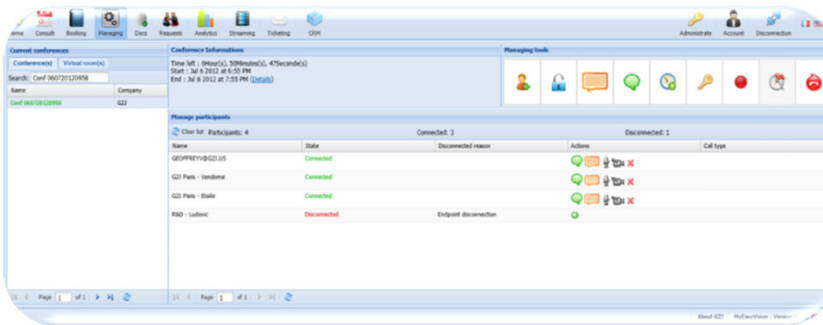 ome Consult Booking Managing Docs Requests Analytics Streaming Ticketing CRM Administrate Account Disconnection
Current conferences
Conference(s) Virtual room(s)
Search: Conf 060720120958
Name Company
Conf 060720120958 G2J
Page 1 of 1
Conference Informations
Time left : 0Hour(s), 50Minutes(s), 47Seconde(s)
Start : Jul 6 2012 at 6:55 PM
End : Jul 6 2012 at 7:55 PM (Details)
Managing tools
Manage participants
Clear list Participants: 4 Connected: 3 Disconnected: 1
Name State Disconnected reason Actions Call type
GEOFFREYV@G2J.US Connected
G2J Paris - Vendome Connected
G2J Paris - Etoile Connected
R&D - Ludovic Disconnected Endpoint disconnection
Page 1 of 1
About G2J MyEasyVision - Version